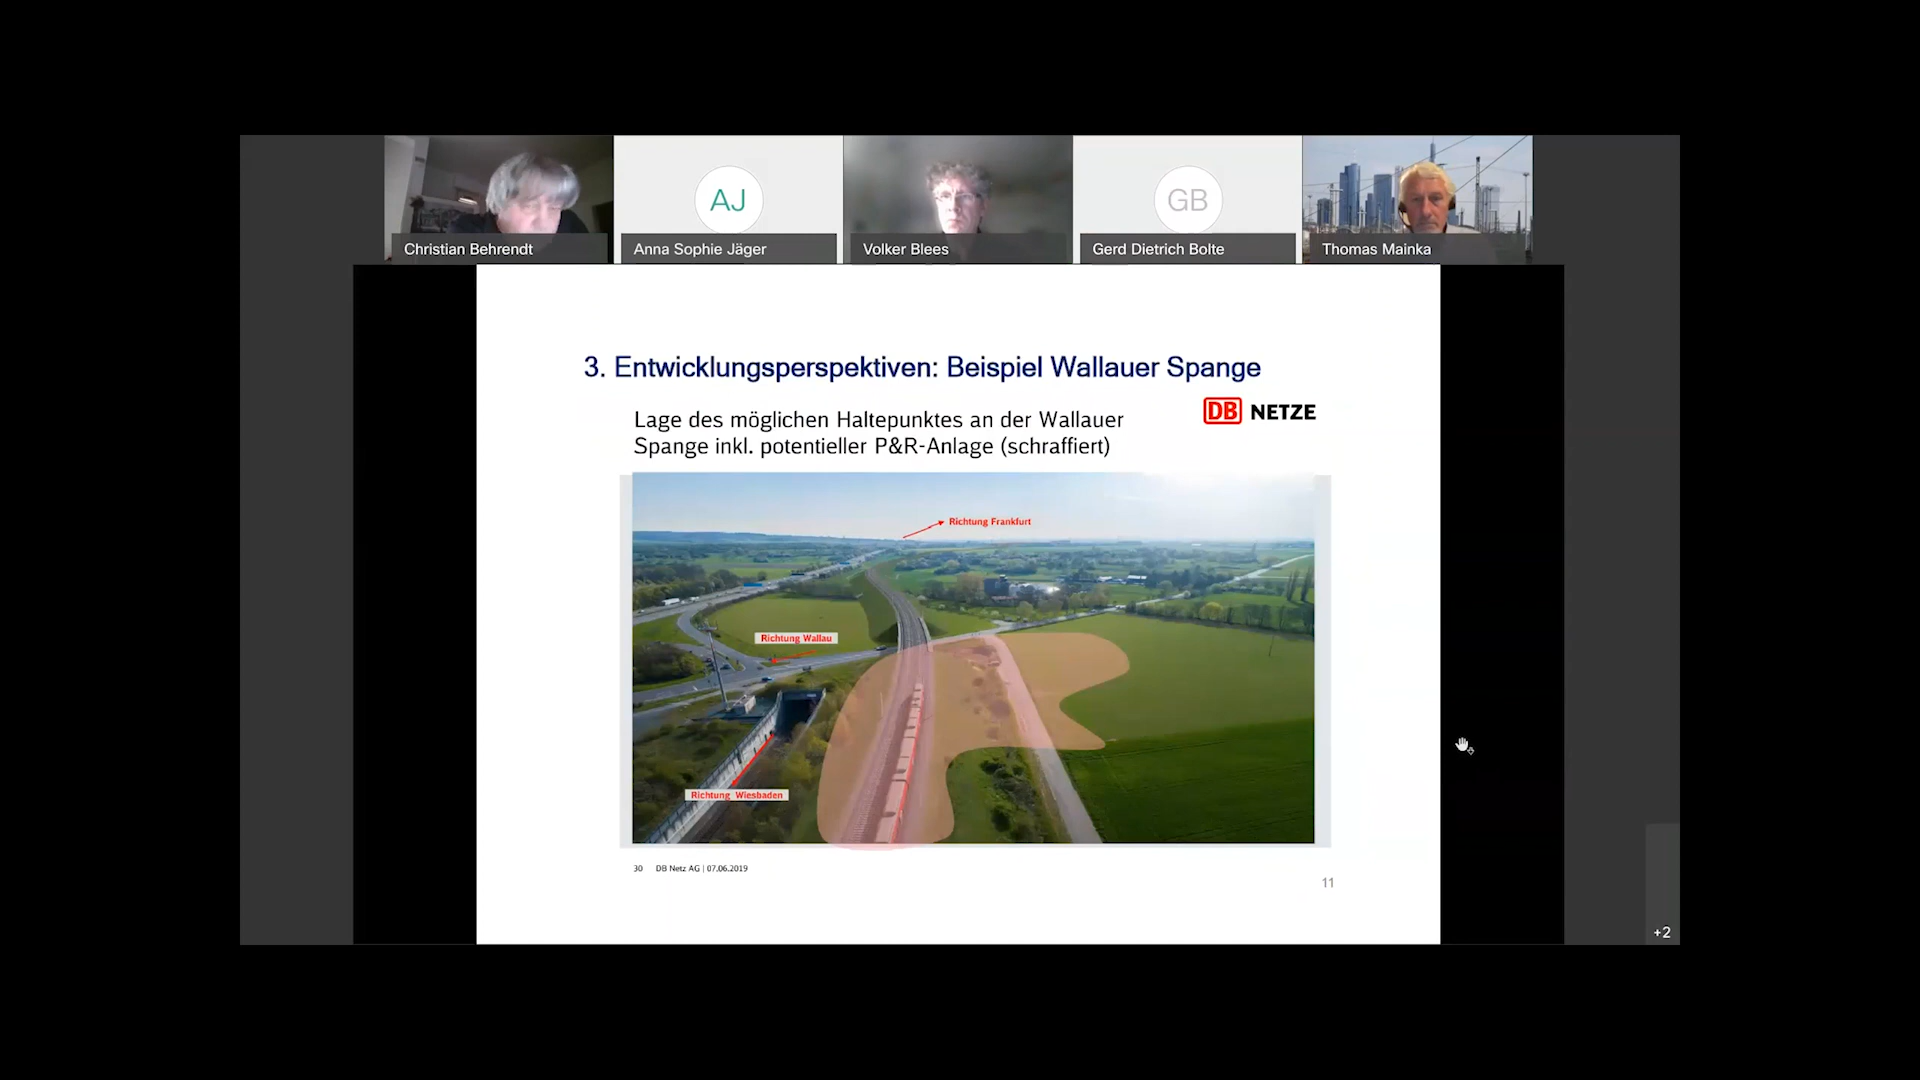 AJ
GB
Christian Behrendt
Anna Sophie Jäger
Volker Blees
Gerd Dietrich Bolte
Thomas Mainka
3. Entwicklungsperspektiven: Beispiel Wallauer Spange
Lage des möglichen Haltepunktes an der Wallauer
Spange inkl. potentieller P&R-Anlage (schraffiert)
DB NETZE
Richtung Frankfurt
Richtung Wallau
Richtung Wiesbaden
30 DB Netz AG | 07.06.2019
11
+2